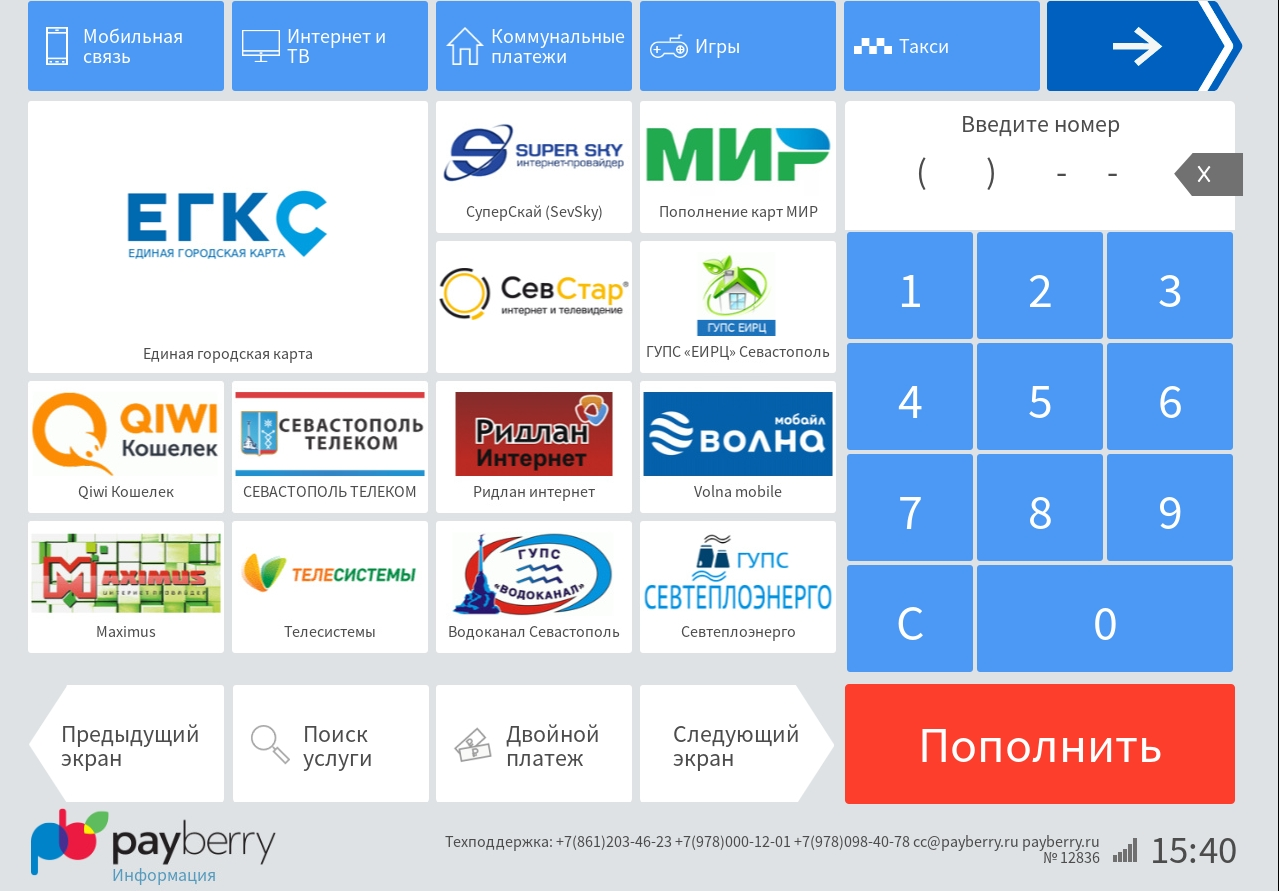 Мобильная
связь
Интернет и
ТВ
Коммунальные
платежи
Игры
Такси
ЕГКС
ЕДИНАЯ ГОРОДСКАЯ КАРТА
Единая городская карта
SUPER SKY
интернет-провайдер
СуперСкай (SevSky)
МИР
Пополнение карт МИР
СевСтар®
интернет и телевидение
ГУПС ЕИРЦ
ГУПС «ЕИРЦ» Севастополь
QIWI
Кошелек
Qiwi Кошелек
СЕВАСТОПОЛЬ
ТЕЛЕКОМ
СЕВАСТОПОЛЬ ТЕЛЕКОМ
Ридлан
Интернет
Ридлан интернет
мобайл
волна
Volna mobile
MAXIMUS
ИНТЕРНЕТ ПРОВАЙДЕР
Maximus
ТЕЛЕСИСТЕМЫ
Телесистемы
ГУПС
«ВОДОКАНАЛ»
Водоканал Севастополь
ГУПС
СЕВТЕПЛОЭНЕРГО
Севтеплоэнерго
Введите номер
( ) - -
X
1 2 3
4 5 6
7 8 9
C 0
Предыдущий
экран
Поиск
услуги
Двойной
платеж
Следующий
экран
Пополнить
payberry
Информация
Техподдержка: +7(861)203-46-23 +7(978)000-12-01 +7(978)098-40-78 cc@payberry.ru payberry.ru
№ 12836
15:40